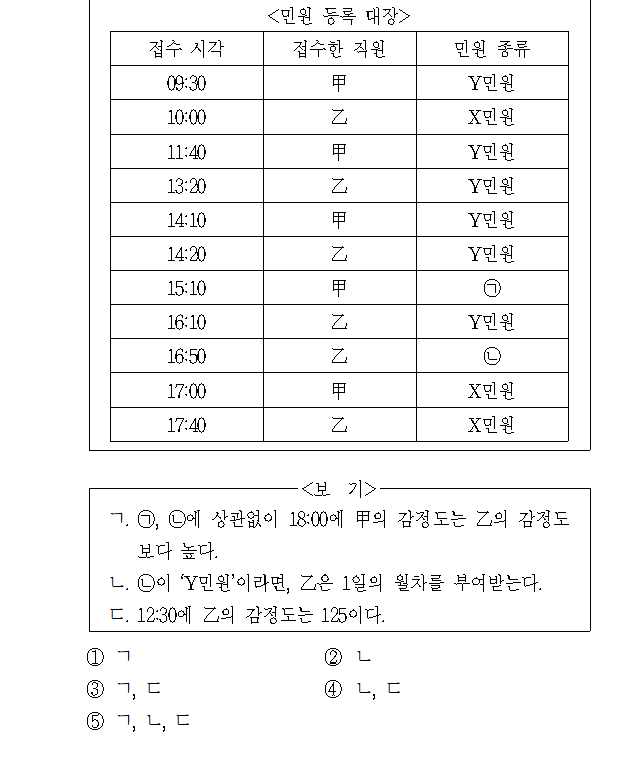 <민원 등록 대장>
접수 시각 접수한 직원 민원 종류
09:30 甲 Y민원
10:00 乙 X민원
11:40 甲 Y민원
13:20 乙 Y민원
14:10 甲 Y민원
14:20 乙 Y민원
15:10 甲 ㉠
16:10 乙 Y민원
16:50 乙 ㉡
17:00 甲 X민원
17:40 乙 X민원
<보 기>
ㄱ. ㉠, ㉡에 상관없이 18:00에 甲의 감정도는 乙의 감정도
보다 높다.
ㄴ. ㉡이 ‘Y민원’이라면, 乙은 1일의 월차를 부여받는다.
ㄷ. 12:30에 乙의 감정도는 125이다.
① ㄱ ② ㄴ
③ ㄱ, ㄷ ④ ㄴ, ㄷ
⑤ ㄱ, ㄴ, ㄷ